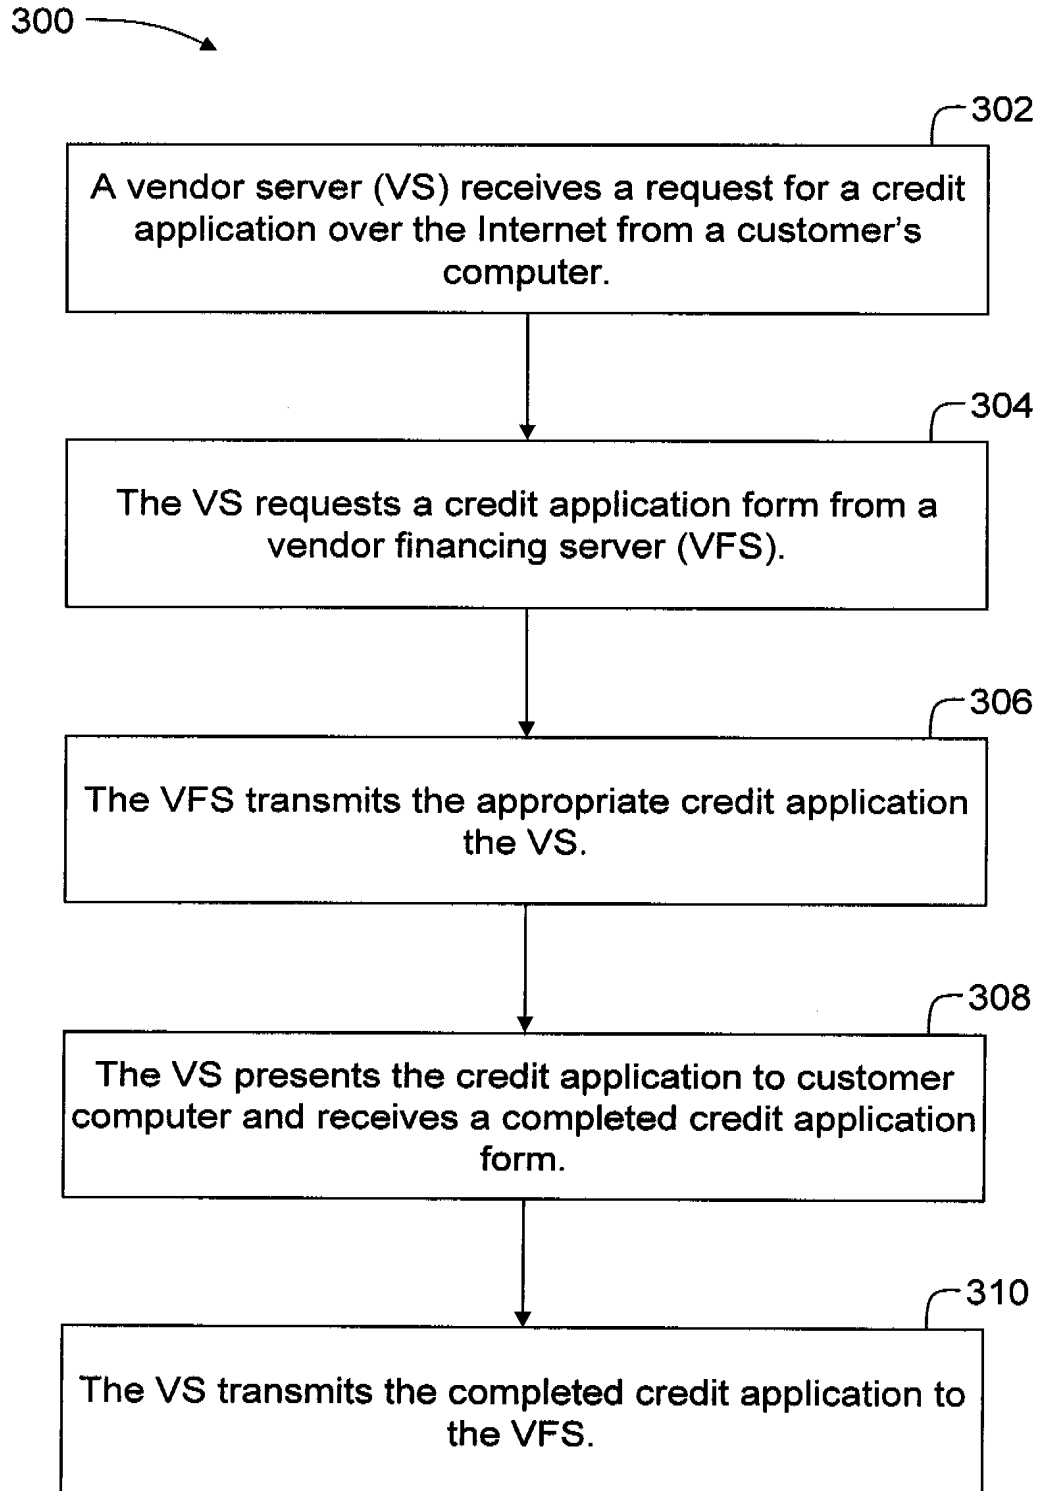 300
302
A vendor server (VS) receives a request for a credit
application over the Internet from a customer's
computer.
304
The VS requests a credit application form from a
vendor financing server (VFS).
306
The VFS transmits the appropriate credit application
the VS.
308
The VS presents the credit application to customer
computer and receives a completed credit application
form.
310
The VS transmits the completed credit application to
the VFS.